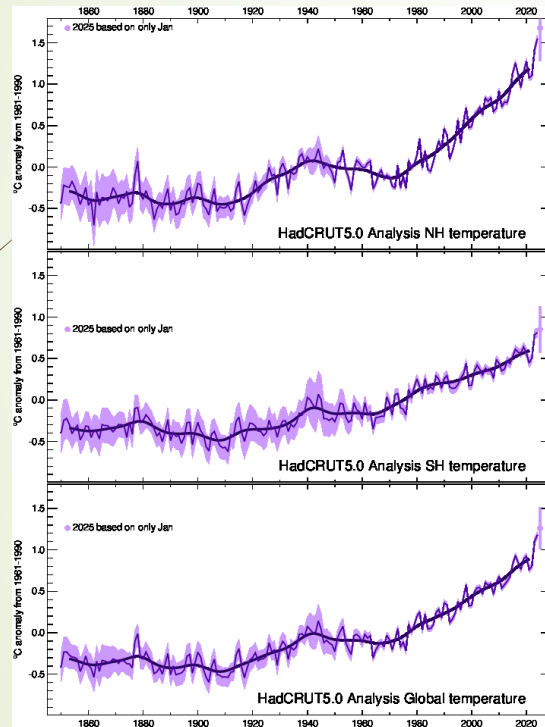 1860 1880 1900 1920 1940 1960 1980 2000 2020
2025 based on only Jan
1.5
1.0
0.5
0.0
-0.5
°C anomaly from 1961-1990
HadCRUT5.0 Analysis NH temperature
1.5
1.0
0.5
0.0
-0.5
°C anomaly from 1961-1990
2025 based on only Jan
HadCRUT5.0 Analysis SH temperature
1.5
1.0
0.5
0.0
-0.5
°C anomaly from 1961-1990
2025 based on only Jan
HadCRUT5.0 Analysis Global temperature
1860 1880 1900 1920 1940 1960 1980 2000 2020